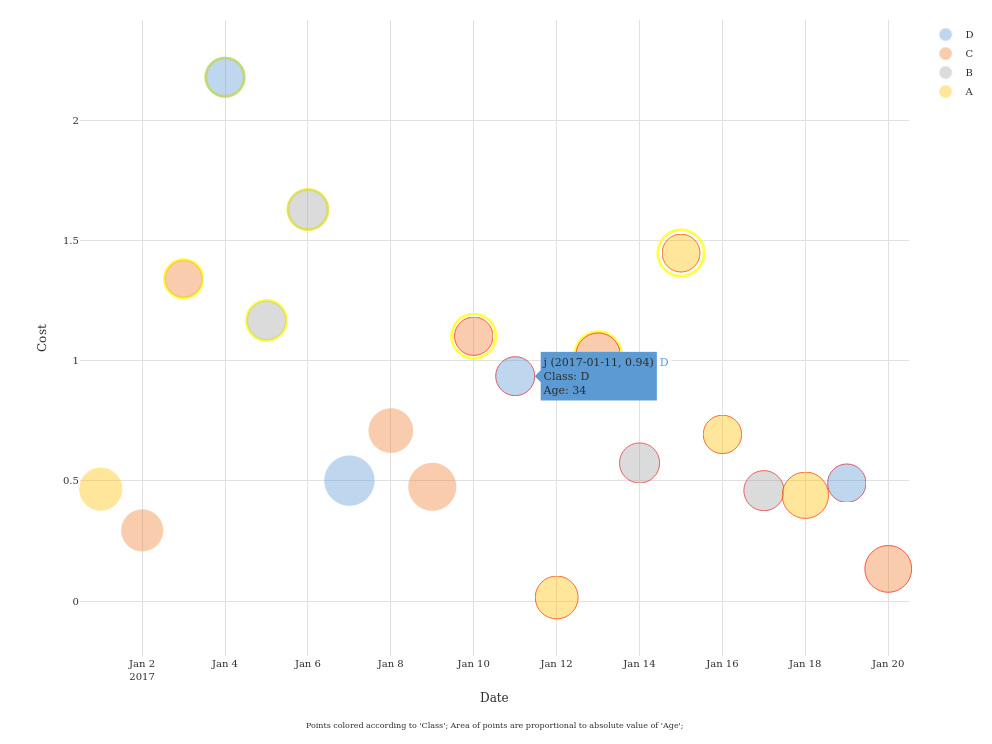 D
C
B
A
2
1.5
1
0.5
0
Cost
j (2017-01-11, 0.94) D
Class: D
Age: 34
Jan 2 Jan 4 Jan 6 Jan 8 Jan 10 Jan 12 Jan 14 Jan 16 Jan 18 Jan 20
2017
Date
Points colored according to 'Class'; Area of points are proportional to absolute value of 'Age';